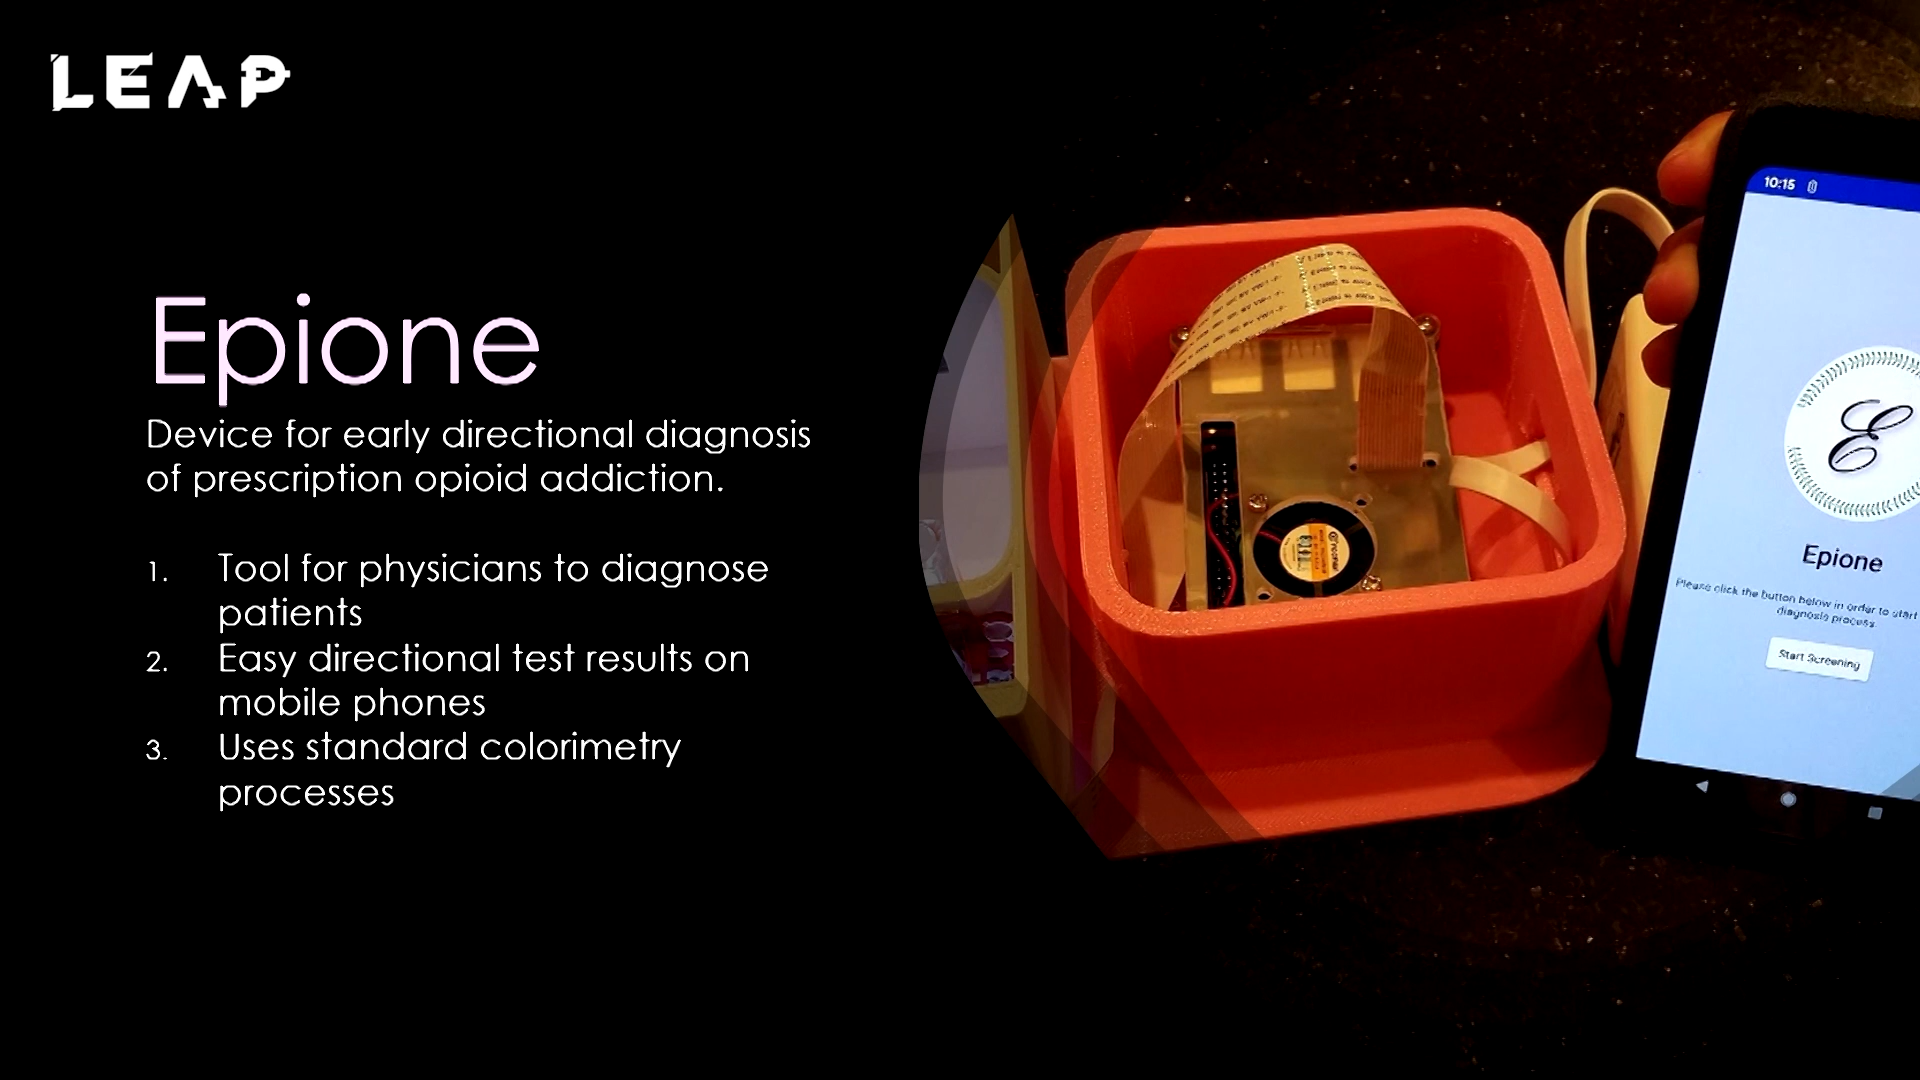 LEAP
Epione
Device for early directional diagnosis
of prescription opioid addiction.
1. Tool for physicians to diagnose
patients
2. Easy directional test results on
mobile phones
3. Uses standard colorimetry
processes
10:15
E
Epione
Please click the button below in order to start
diagnosis process.
Start Screening